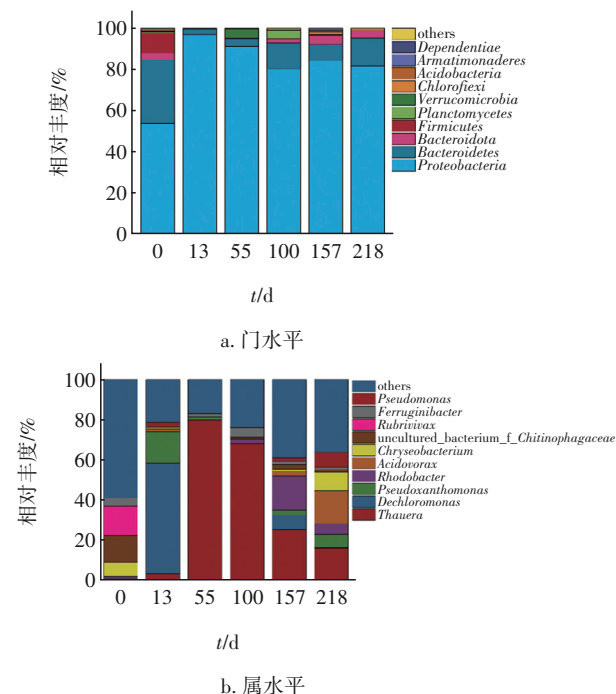 相对丰度/%
100
80
60
40
20
0
0 13 55 100 157 218
t/d
others
Dependentiae
Armatimonaderes
Acidobacteria
Chlorofiexi
Verrucomicrobia
Planctomycetes
Firmicutes
Bacteroidota
Bacteroidetes
Proteobacteria
a. 门水平
相对丰度/%
100
80
60
40
20
0
0 13 55 100 157 218
t/d
others
Pseudomonas
Ferruginibacter
Rubrivivax
uncultured_bacterium_f_Chitinophagaceae
Chryseobacterium
Acidovorax
Rhodobacter
Pseudoxanthomonas
Dechloromonas
Thauera
b. 属水平